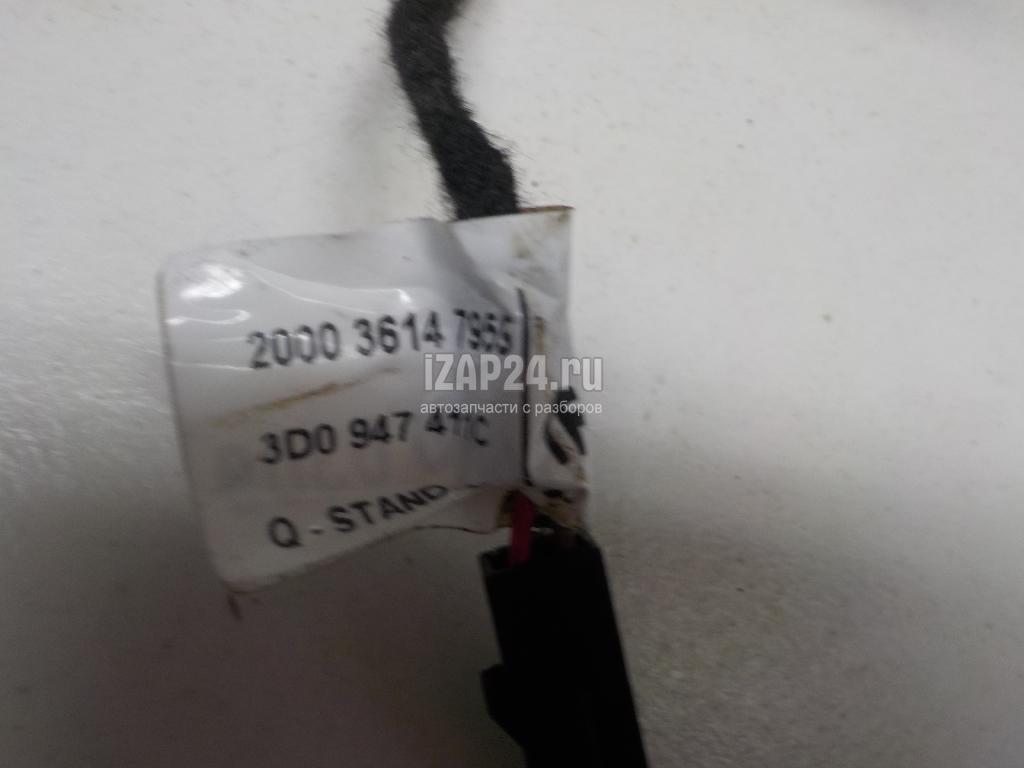 2000 3614 7955
iZAP24.ru
автозапчасти с разборов
3D0 947 411C
Q - STAND